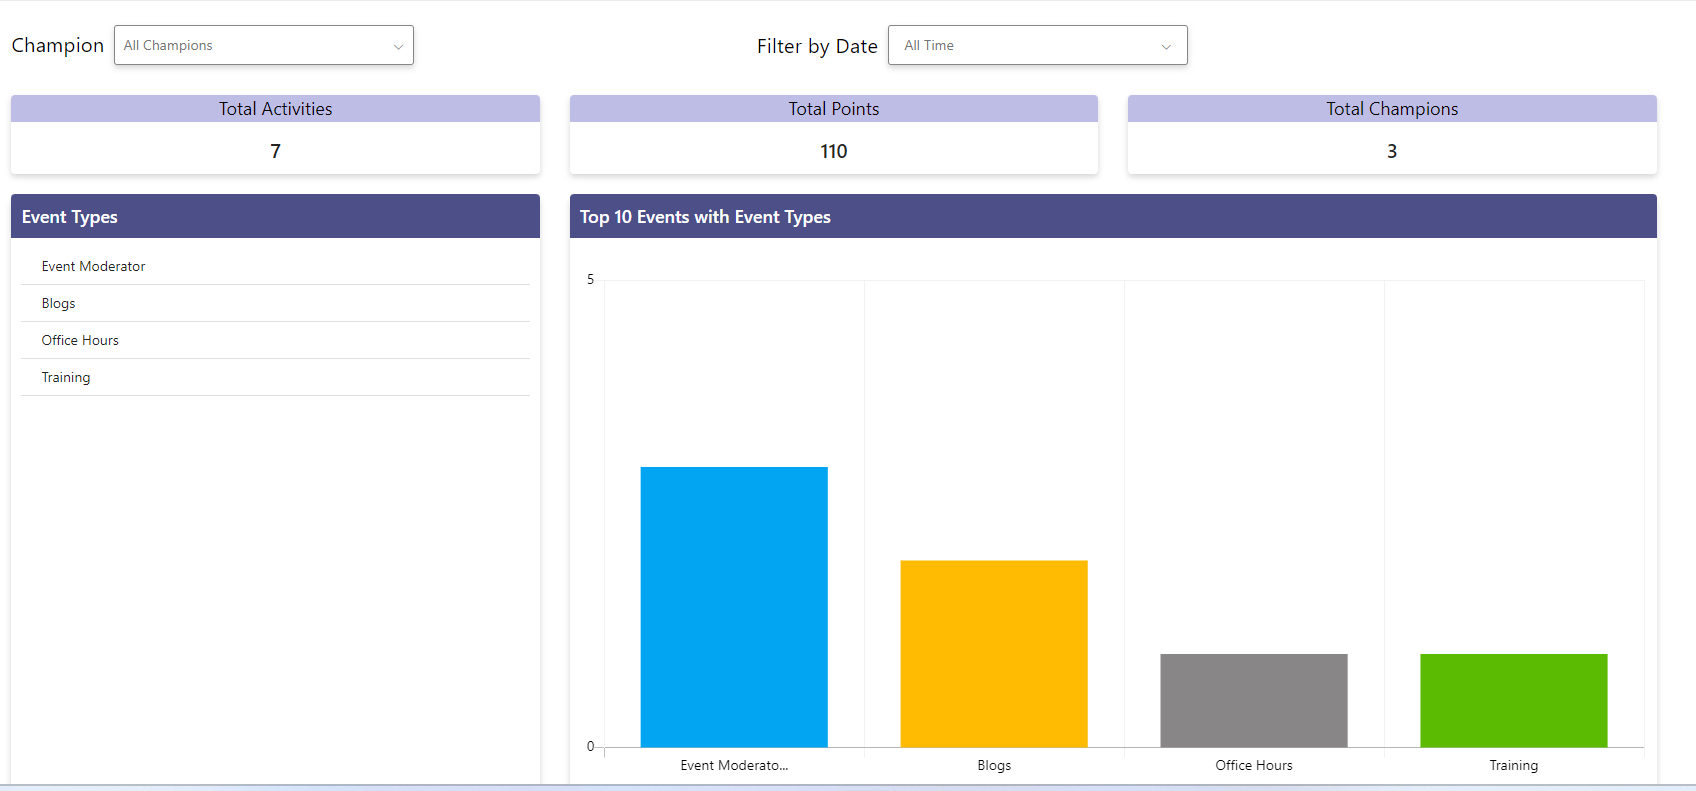 Champion
All Champions
Filter by Date
All Time
Total Activities
7
Total Points
110
Total Champions
3
Event Types
Event Moderator
Blogs
Office Hours
Training
Top 10 Events with Event Types
5
0
Event Moderato...
Blogs
Office Hours
Training